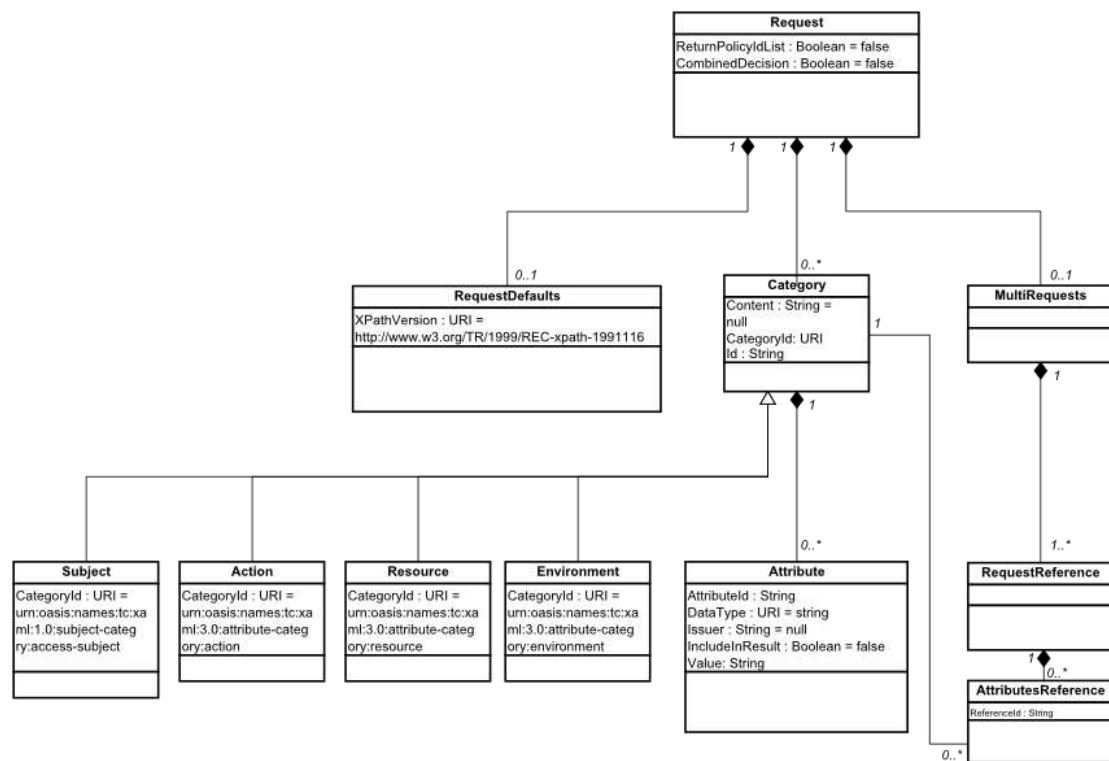 Request
ReturnPolicyIdList : Boolean = false
CombinedDecision : Boolean = false
1
1
1
0..1
0..*
0..1
RequestDefaults
XPathVersion : URI =
http://www.w3.org/TR/1999/REC-xpath-1991116
Category
Content : String =
null
CategoryId: URI
Id : String
1
MultiRequests
1
1
0..*
1..*
Subject
CategoryId : URI =
urn:oasis:names:tc:xa
ml:1.0:subject-categ
ry:access-subject
Action
CategoryId : URI =
urn:oasis:names:tc:xa
ml:3.0:attribute-categ
ory:action
Resource
CategoryId : URI =
urn:oasis:names:tc:xa
ml:3.0:attribute-categ
ory:resource
Environment
CategoryId : URI =
urn:oasis:names:tc:xa
ml:3.0:attribute-categ
ory:environment
Attribute
AttributeId : String
DataType : URI = string
Issuer : String = null
IncludeInResult : Boolean = false
Value: String
RequestReference
1
0..*
AttributesReference
ReferenceId : String
0..*